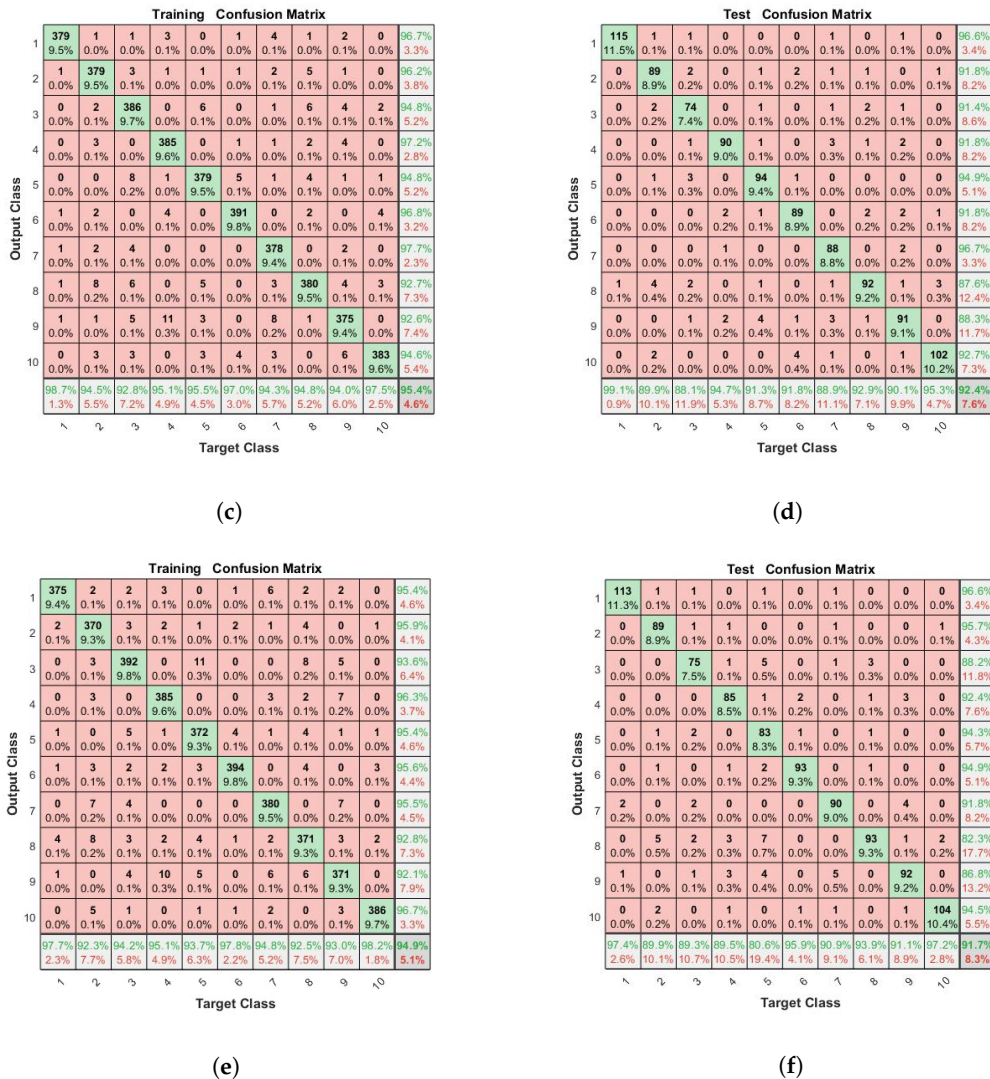 Training Confusion Matrix
Output Class
1 379 1 1 3 0 1 4 1 2 0 96.7%
9.5% 0.0% 0.0% 0.1% 0.0% 0.0% 0.1% 0.0% 0.1% 0.0% 3.3%
2 1 379 3 1 1 1 2 5 1 0 96.2%
0.0% 9.5% 0.1% 0.0% 0.0% 0.0% 0.1% 0.1% 0.0% 0.0% 3.8%
3 0 2 386 0 6 0 1 6 4 2 94.8%
0.0% 0.1% 9.7% 0.0% 0.1% 0.0% 0.0% 0.1% 0.1% 0.1% 5.2%
4 0 3 0 385 0 1 1 2 4 0 97.2%
0.0% 0.1% 0.0% 9.6% 0.0% 0.0% 0.0% 0.1% 0.1% 0.0% 2.8%
5 0 0 8 0 379 5 1 4 1 1 94.8%
0.0% 0.0% 0.2% 0.0% 9.5% 0.1% 0.0% 0.1% 0.0% 0.0% 5.2%
6 1 2 0 4 0 391 0 2 0 4 96.8%
0.0% 0.1% 0.0% 0.1% 0.0% 9.8% 0.0% 0.1% 0.0% 0.1% 3.2%
7 1 2 4 0 0 0 378 0 2 0 97.7%
0.0% 0.1% 0.1% 0.0% 0.0% 0.0% 9.4% 0.0% 0.1% 0.0% 2.3%
8 1 8 6 0 5 0 3 380 4 3 92.7%
0.0% 0.2% 0.1% 0.0% 0.1% 0.0% 0.1% 9.5% 0.1% 0.1% 7.3%
9 1 1 5 11 3 0 8 1 375 0 92.6%
0.0% 0.0% 0.1% 0.3% 0.1% 0.0% 0.2% 0.0% 9.4% 0.0% 7.4%
10 0 3 3 0 3 4 3 0 6 383 94.6%
0.0% 0.1% 0.1% 0.0% 0.1% 0.1% 0.1% 0.0% 0.1% 9.6% 5.4%
98.7% 94.5% 92.8% 95.1% 95.5% 97.0% 94.3% 94.8% 94.0% 97.5% 95.4%
1.3% 5.5% 7.2% 4.9% 4.5% 3.0% 5.7% 5.2% 6.0% 2.5% 4.6%
1 2 3 4 5 6 7 8 9 10
Target Class
(c)
Test Confusion Matrix
Output Class
1 115 1 1 0 0 0 1 0 1 0 96.6%
11.5% 0.1% 0.1% 0.0% 0.0% 0.0% 0.1% 0.0% 0.1% 0.0% 3.4%
2 0 89 2 0 1 2 1 1 0 1 91.8%
0.0% 8.9% 0.2% 0.0% 0.1% 0.2% 0.1% 0.1% 0.0% 0.1% 8.2%
3 0 2 74 0 1 0 1 2 1 0 91.4%
0.0% 0.2% 7.4% 0.0% 0.1% 0.0% 0.1% 0.2% 0.1% 0.0% 8.6%
4 0 0 1 90 1 0 3 1 2 0 91.8%
0.0% 0.0% 0.1% 9.0% 0.1% 0.0% 0.3% 0.1% 0.2% 0.0% 8.2%
5 0 1 3 0 94 1 0 0 0 0 94.9%
0.0% 0.1% 0.3% 0.0% 9.4% 0.1% 0.0% 0.0% 0.0% 0.0% 5.1%
6 0 0 0 2 1 89 0 2 2 1 91.8%
0.0% 0.0% 0.0% 0.2% 0.1% 8.9% 0.0% 0.2% 0.2% 0.1% 8.2%
7 0 0 0 1 0 0 88 0 2 0 96.7%
0.0% 0.0% 0.0% 0.1% 0.0% 0.0% 8.8% 0.0% 0.2% 0.0% 3.3%
8 1 4 2 0 1 0 1 92 1 3 87.6%
0.1% 0.4% 0.2% 0.0% 0.1% 0.0% 0.1% 9.2% 0.1% 0.3% 12.4%
9 0 0 1 2 4 1 3 1 91 0 88.3%
0.0% 0.0% 0.1% 0.2% 0.4% 0.1% 0.3% 0.1% 9.1% 0.0% 11.7%
10 0 2 0 0 0 4 1 0 1 102 92.7%
0.0% 0.2% 0.0% 0.0% 0.0% 0.4% 0.1% 0.0% 0.1% 10.2% 7.3%
99.1% 89.9% 88.1% 94.7% 91.3% 91.8% 88.9% 92.9% 90.1% 95.3% 92.4%
0.9% 10.1% 11.9% 5.3% 8.7% 8.2% 11.1% 7.1% 9.9% 4.7% 7.6%
1 2 3 4 5 6 7 8 9 10
Target Class
(d)
Training Confusion Matrix
Output Class
1 375 2 2 3 0 1 6 2 2 0 95.4%
9.4% 0.1% 0.1% 0.1% 0.0% 0.0% 0.1% 0.1% 0.1% 0.0% 4.6%
2 2 370 3 2 1 2 1 4 0 1 95.9%
0.1% 9.3% 0.1% 0.1% 0.0% 0.1% 0.0% 0.1% 0.0% 0.0% 4.1%
3 0 3 392 0 11 0 0 8 5 0 93.6%
0.0% 0.1% 9.8% 0.0% 0.3% 0.0% 0.0% 0.2% 0.1% 0.0% 6.4%
4 0 3 0 385 0 0 3 2 7 0 96.3%
0.0% 0.1% 0.0% 9.6% 0.0% 0.0% 0.1% 0.1% 0.2% 0.0% 3.7%
5 1 0 5 1 372 4 1 4 1 1 95.4%
0.0% 0.0% 0.1% 0.0% 9.3% 0.1% 0.0% 0.1% 0.0% 0.0% 4.6%
6 1 3 2 2 3 394 0 4 0 3 95.6%
0.0% 0.1% 0.1% 0.1% 0.1% 9.8% 0.0% 0.1% 0.0% 0.1% 4.4%
7 0 7 4 0 0 0 380 0 7 0 95.5%
0.0% 0.2% 0.1% 0.0% 0.0% 0.0% 9.5% 0.0% 0.2% 0.0% 4.5%
8 4 8 3 2 4 1 2 371 3 2 92.8%
0.1% 0.2% 0.1% 0.1% 0.1% 0.0% 0.1% 9.3% 0.1% 0.1% 7.3%
9 1 0 4 10 5 0 6 6 371 0 92.1%
0.0% 0.0% 0.1% 0.3% 0.1% 0.0% 0.1% 0.1% 9.3% 0.0% 7.9%
10 0 5 1 0 1 1 2 0 3 386 96.7%
0.0% 0.1% 0.0% 0.0% 0.0% 0.0% 0.1% 0.0% 0.1% 9.7% 3.3%
97.7% 92.3% 94.2% 95.1% 93.7% 97.8% 94.8% 92.5% 93.0% 98.2% 94.9%
2.3% 7.7% 5.8% 4.9% 6.3% 2.2% 5.2% 7.5% 7.0% 1.8% 5.1%
1 2 3 4 5 6 7 8 9 10
Target Class
(e)
Test Confusion Matrix
Output Class
1 113 1 1 0 1 0 1 0 0 0 96.6%
11.3% 0.1% 0.1% 0.0% 0.1% 0.0% 0.1% 0.0% 0.0% 0.0% 3.4%
2 0 89 1 1 0 1 0 0 0 1 95.7%
0.0% 8.9% 0.1% 0.1% 0.0% 0.1% 0.0% 0.0% 0.0% 0.1% 4.3%
3 0 0 75 1 5 0 1 3 0 0 88.2%
0.0% 0.0% 7.5% 0.1% 0.5% 0.0% 0.1% 0.3% 0.0% 0.0% 11.8%
4 0 0 0 85 1 2 0 1 3 0 92.4%
0.0% 0.0% 0.0% 8.5% 0.1% 0.2% 0.0% 0.1% 0.3% 0.0% 7.6%
5 0 1 2 0 83 1 0 1 0 0 94.3%
0.0% 0.1% 0.2% 0.0% 8.3% 0.1% 0.0% 0.1% 0.0% 0.0% 5.7%
6 0 1 0 1 2 93 0 1 0 0 94.9%
0.0% 0.1% 0.0% 0.1% 0.2% 9.3% 0.0% 0.1% 0.0% 0.0% 5.1%
7 2 0 2 0 0 0 90 0 4 0 91.8%
0.2% 0.0% 0.2% 0.0% 0.0% 0.0% 9.0% 0.0% 0.4% 0.0% 8.2%
8 0 5 2 3 7 0 0 93 1 2 82.3%
0.0% 0.5% 0.2% 0.3% 0.7% 0.0% 0.0% 9.3% 0.1% 0.2% 17.7%
9 1 0 1 3 4 0 5 0 92 0 86.8%
0.1% 0.0% 0.1% 0.3% 0.4% 0.0% 0.5% 0.0% 9.2% 0.0% 13.2%
10 0 2 0 1 0 0 1 1 0 1 104 94.5%
0.0% 0.2% 0.0% 0.1% 0.0% 0.0% 0.1% 0.0% 0.1% 10.4% 5.5%
97.4% 89.9% 89.3% 89.5% 80.6% 95.9% 90.9% 93.9% 91.1% 97.2% 91.7%
2.6% 10.1% 10.7% 10.5% 19.4% 4.1% 9.1% 6.1% 8.9% 2.8% 8.3%
1 2 3 4 5 6 7 8 9 10
Target Class
(f)